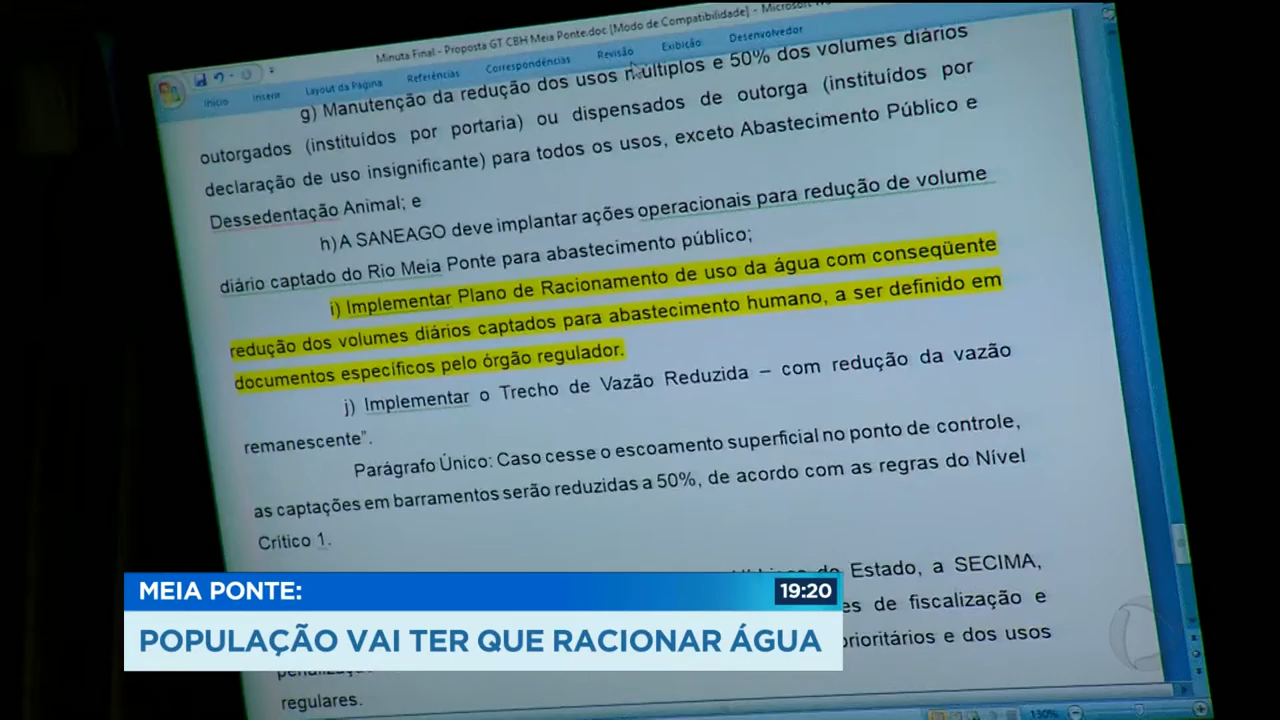 Minuta Final - Proposta GT CBH Meia Ponte.doc [Modo de Compatibilidade] - Microsoft
Início Inserir Layout da Página Referências Correspondências Revisão Exibição Desenvolvedor
g) Manutenção da redução dos usos múltiplos e 50% dos volumes diários
outorgados (instituídos por portaria) ou dispensados de outorga (instituídos por
declaração de uso insignificante) para todos os usos, exceto Abastecimento Público e
Dessedentação Animal; e
h) A SANEAGO deve implantar ações operacionais para redução de volume
diário captado do Rio Meia Ponte para abastecimento público;
i) Implementar Plano de Racionamento de uso da água com conseqüente
redução dos volumes diários captados para abastecimento humano, a ser definido em
documentos específicos pelo órgão regulador.
j) Implementar o Trecho de Vazão Reduzida – com redução da vazão
remanescente”.
Parágrafo Único: Caso cesse o escoamento superficial no ponto de controle,
as captações em barramentos serão reduzidas a 50%, de acordo com as regras do Nível
Crítico 1.
Estado, a SECIMA,
de fiscalização e
prioritários e dos usos
regulares.
MEIA PONTE:
19:20
POPULAÇÃO VAI TER QUE RACIONAR ÁGUA
130%